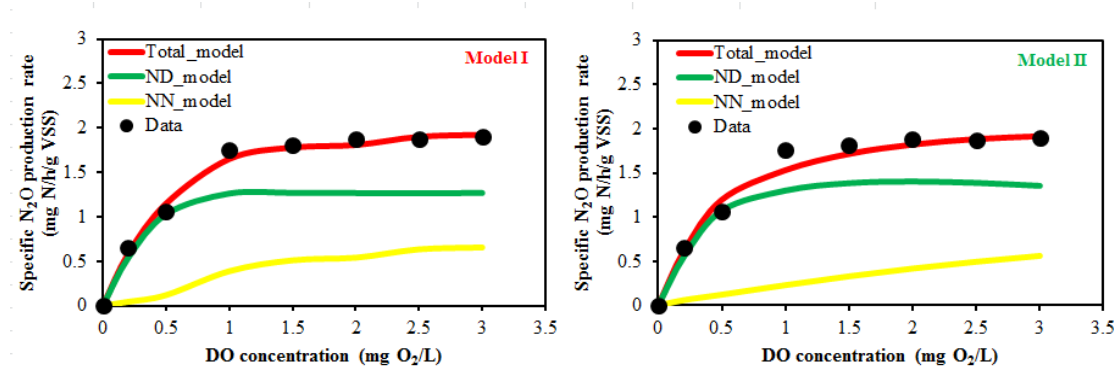 3
2.5
2
1.5
1
0.5
0
Specific N₂O production rate
(mg N/h/g VSS)
Total_model
ND_model
NN_model
Data
Model I
0 0.5 1 1.5 2 2.5 3 3.5
DO concentration (mg O₂/L)
3
2.5
2
1.5
1
0.5
0
Specific N₂O production rate
(mg N/h/g VSS)
Total_model
ND_model
NN_model
Data
Model II
0 0.5 1 1.5 2 2.5 3 3.5
DO concentration (mg O₂/L)